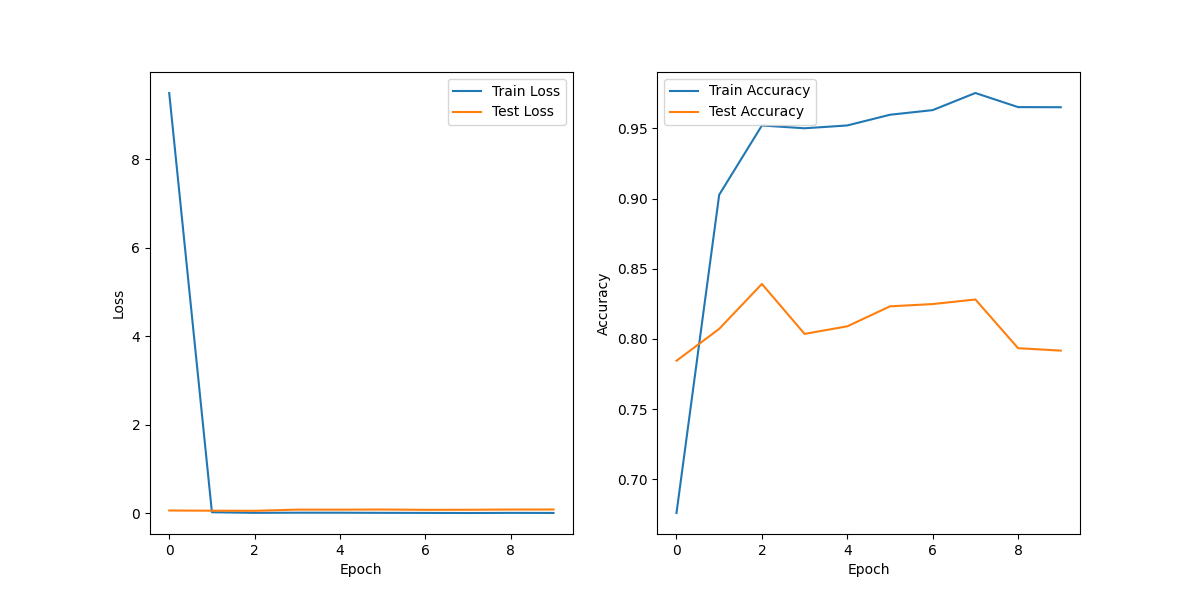 Train Loss
Test Loss
8
6
4
2
0
Loss
0 2 4 6 8
Epoch
Train Accuracy
Test Accuracy
0.95
0.90
0.85
0.80
0.75
0.70
Accuracy
0 2 4 6 8
Epoch